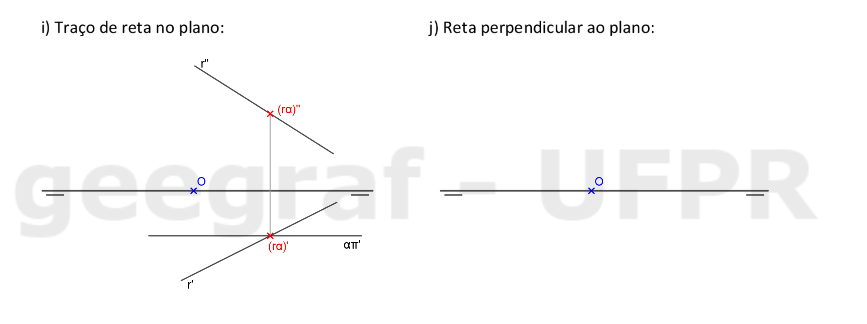 i) Traço de reta no plano:
j) Reta perpendicular ao plano:
r"
(rα)"
O
O
geegraf - UFPR
(rα)'
απ'
r'